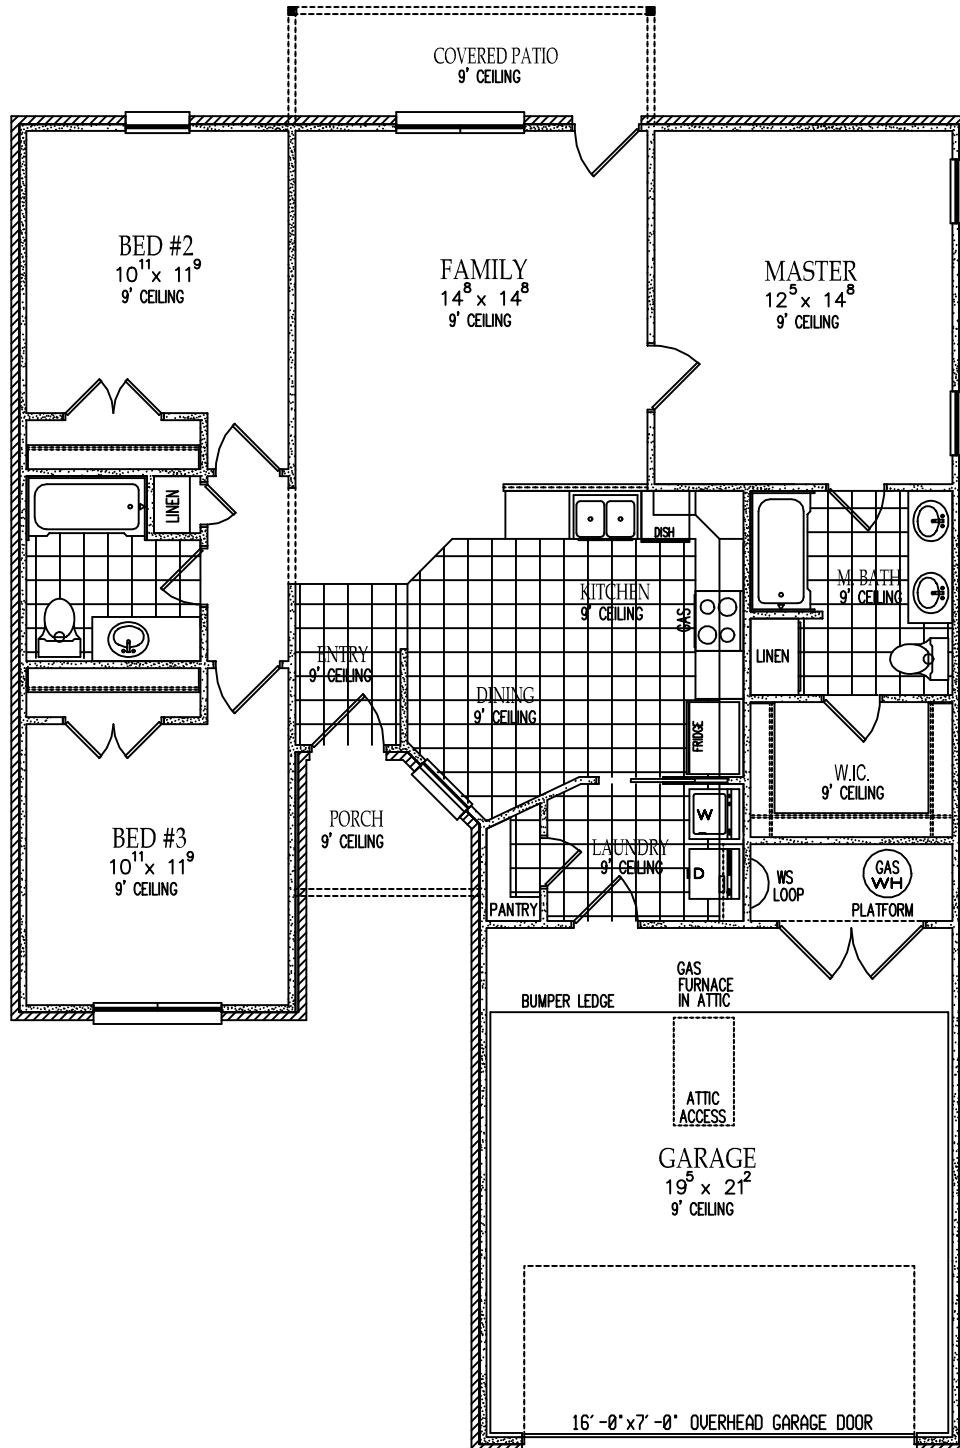 COVERED PATIO
9' CEILING
BED #2
10¹¹ x 11⁹
9' CEILING
FAMILY
14⁸ x 14⁸
9' CEILING
MASTER
12⁵ x 14⁸
9' CEILING
LINEN
DISH
KITCHEN
9' CEILING
GAS
M. BATH
9' CEILING
ENTRY
9' CEILING
LINEN
DINING
9' CEILING
FRIDGE
W.IC.
9' CEILING
PORCH
9' CEILING
BED #3
10¹¹ x 11⁹
9' CEILING
W
LAUNDRY
9' CEILING
D
WS
LOOP
GAS
WH
PANTRY
PLATFORM
GAS
FURNACE
IN ATTIC
BUMPER LEDGE
ATTIC
ACCESS
GARAGE
19⁵ x 21²
9' CEILING
16'-0"x7'-0" OVERHEAD GARAGE DOOR